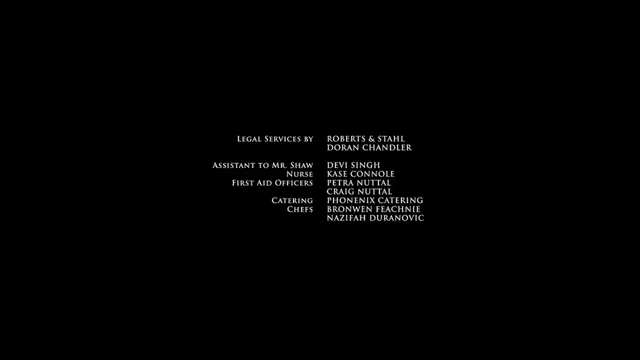 Legal Services by ROBERTS & STAHL
DORAN CHANDLER
Assistant to Mr. Shaw DEVI SINGH
Nurse KASE CONNOLE
First Aid Officers PETRA NUTTAL
CRAIG NUTTAL
Catering PHONENIX CATERING
Chefs BRONWEN FEACHNIE
NAZIFAH DURANOVIC